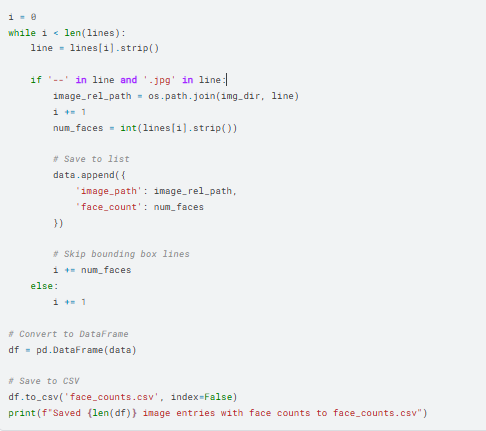 i = 0
while i < len(lines):
    line = lines[i].strip()

    if '--' in line and '.jpg' in line:
        image_rel_path = os.path.join(img_dir, line)
        i += 1
        num_faces = int(lines[i].strip())

        # Save to list
        data.append({
            'image_path': image_rel_path,
            'face_count': num_faces
        })

        # Skip bounding box lines
        i += num_faces
    else:
        i += 1

# Convert to DataFrame
df = pd.DataFrame(data)

# Save to CSV
df.to_csv('face_counts.csv', index=False)
print(f"Saved {len(df)} image entries with face counts to face_counts.csv")